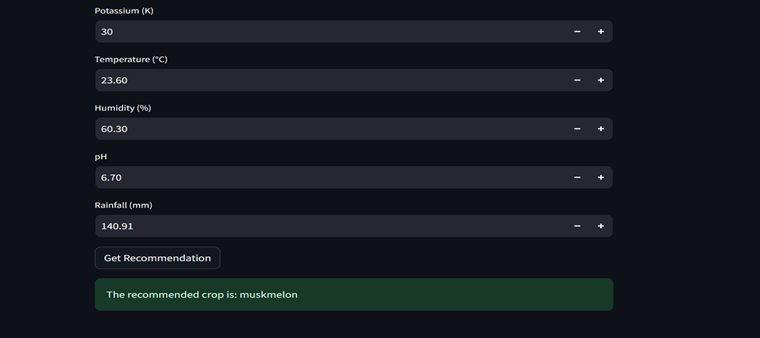 Potassium (K)
30
Temperature (°C)
23.60
Humidity (%)
60.30
pH
6.70
Rainfall (mm)
140.91
Get Recommendation
The recommended crop is: muskmelon